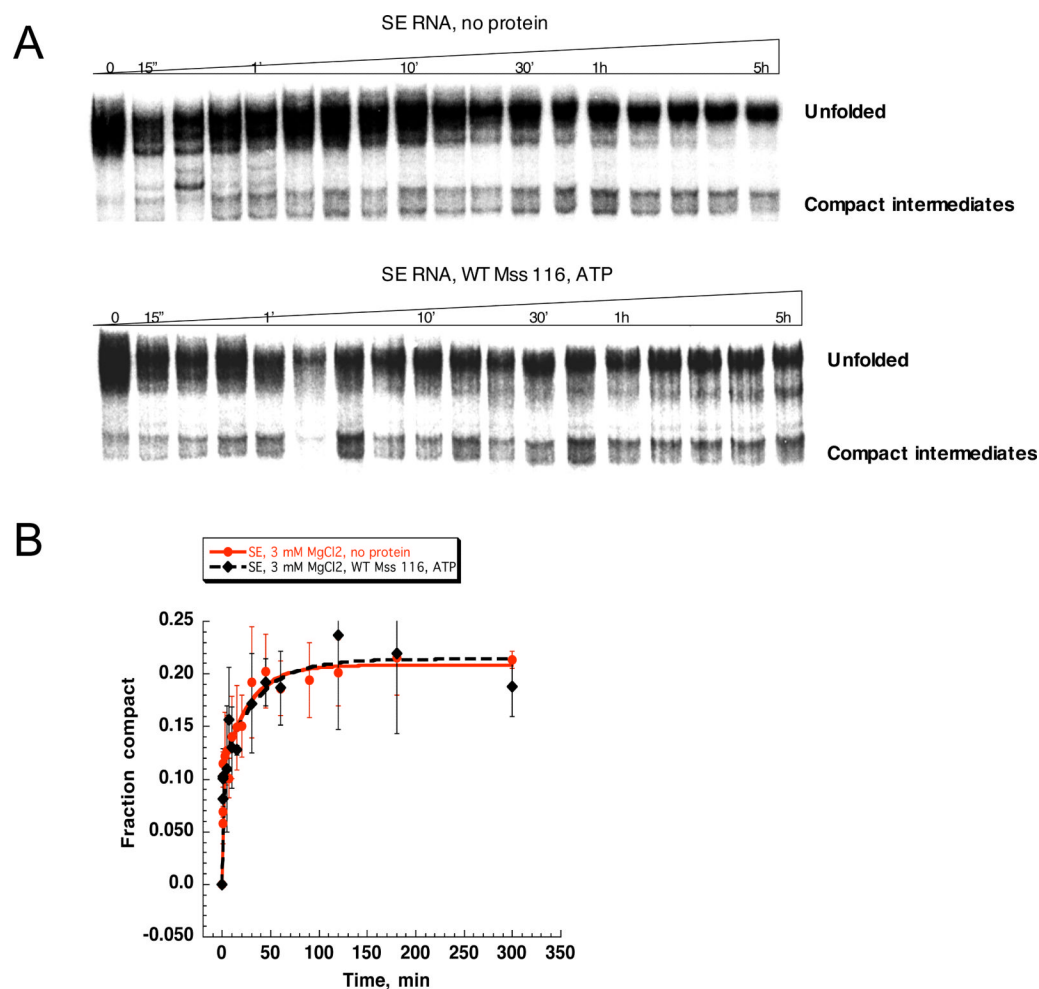 A
SE RNA, no protein
0 15" 1' 10' 30' 1h 5h
Unfolded
Compact intermediates
SE RNA, WT Mss 116, ATP
0 15" 1' 10' 30' 1h 5h
Unfolded
Compact intermediates
B
SE, 3 mM MgCl2, no protein
SE, 3 mM MgCl2, WT Mss 116, ATP
0.25
0.20
0.15
0.10
0.050
0.0
-0.050
Fraction compact
0 50 100 150 200 250 300 350
Time, min